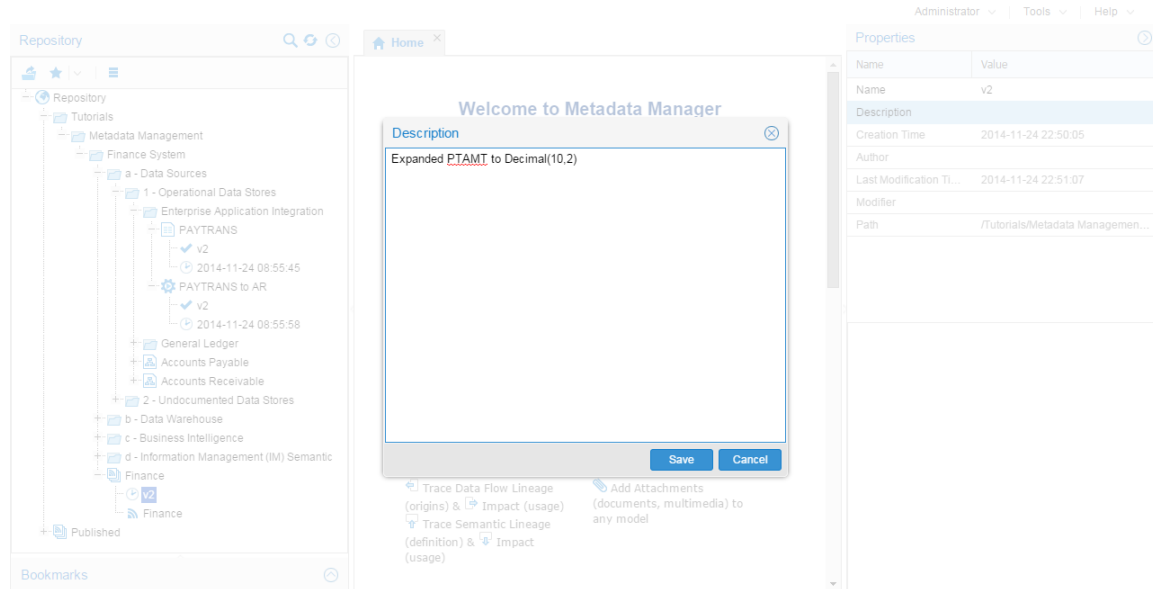 Administrator Tools Help
Repository
Home
Properties
Name Value
Name v2
Description
Creation Time 2014-11-24 22:50:05
Author
Last Modification Ti... 2014-11-24 22:51:07
Modifier
Path /Tutorials/Metadata Managemen...
Repository
Tutorials
Metadata Management
Finance System
a - Data Sources
1 - Operational Data Stores
Enterprise Application Integration
PAYTRANS
v2
2014-11-24 08:55:45
PAYTRANS to AR
v2
2014-11-24 08:55:58
General Ledger
Accounts Payable
Accounts Receivable
2 - Undocumented Data Stores
b - Data Warehouse
c - Business Intelligence
d - Information Management (IM) Semantic
Finance
v2
Finance
Published
Bookmarks
Welcome to Metadata Manager
Description
Expanded PTAMT to Decimal(10,2)
Save Cancel
Trace Data Flow Lineage
(origins) & Impact (usage)
Trace Semantic Lineage
(definition) & Impact
(usage)
Add Attachments
(documents, multimedia) to
any model